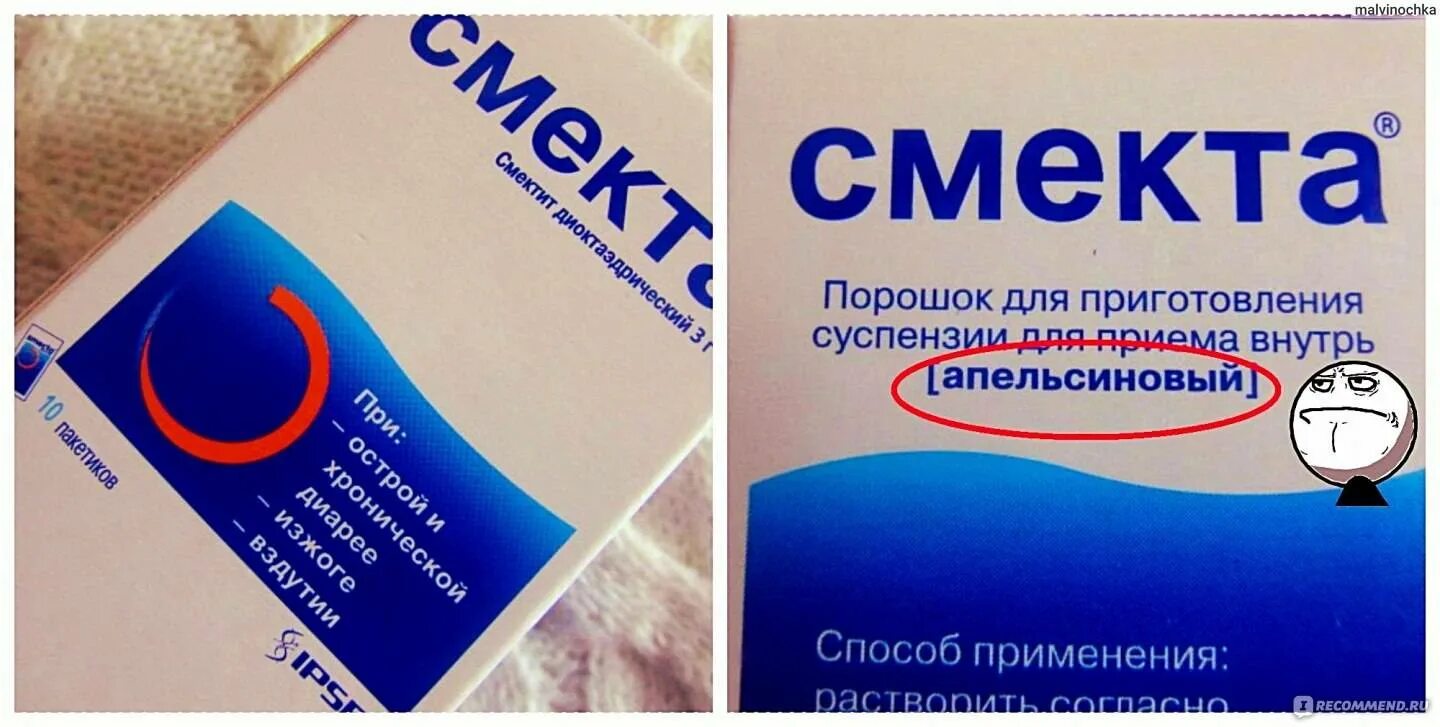 malvinochka
смекта
Смектит диоктаэдрический 3 г
smecta
10 пакетиков
При:
– острой и
хронической
диарее
– изжоге
– вздутии
IPSE
смекта®
Порошок для приготовления
суспензии для приема внутрь
[апельсиновый]
Способ применения:
растворить согласно
I RECOMMEND.RU